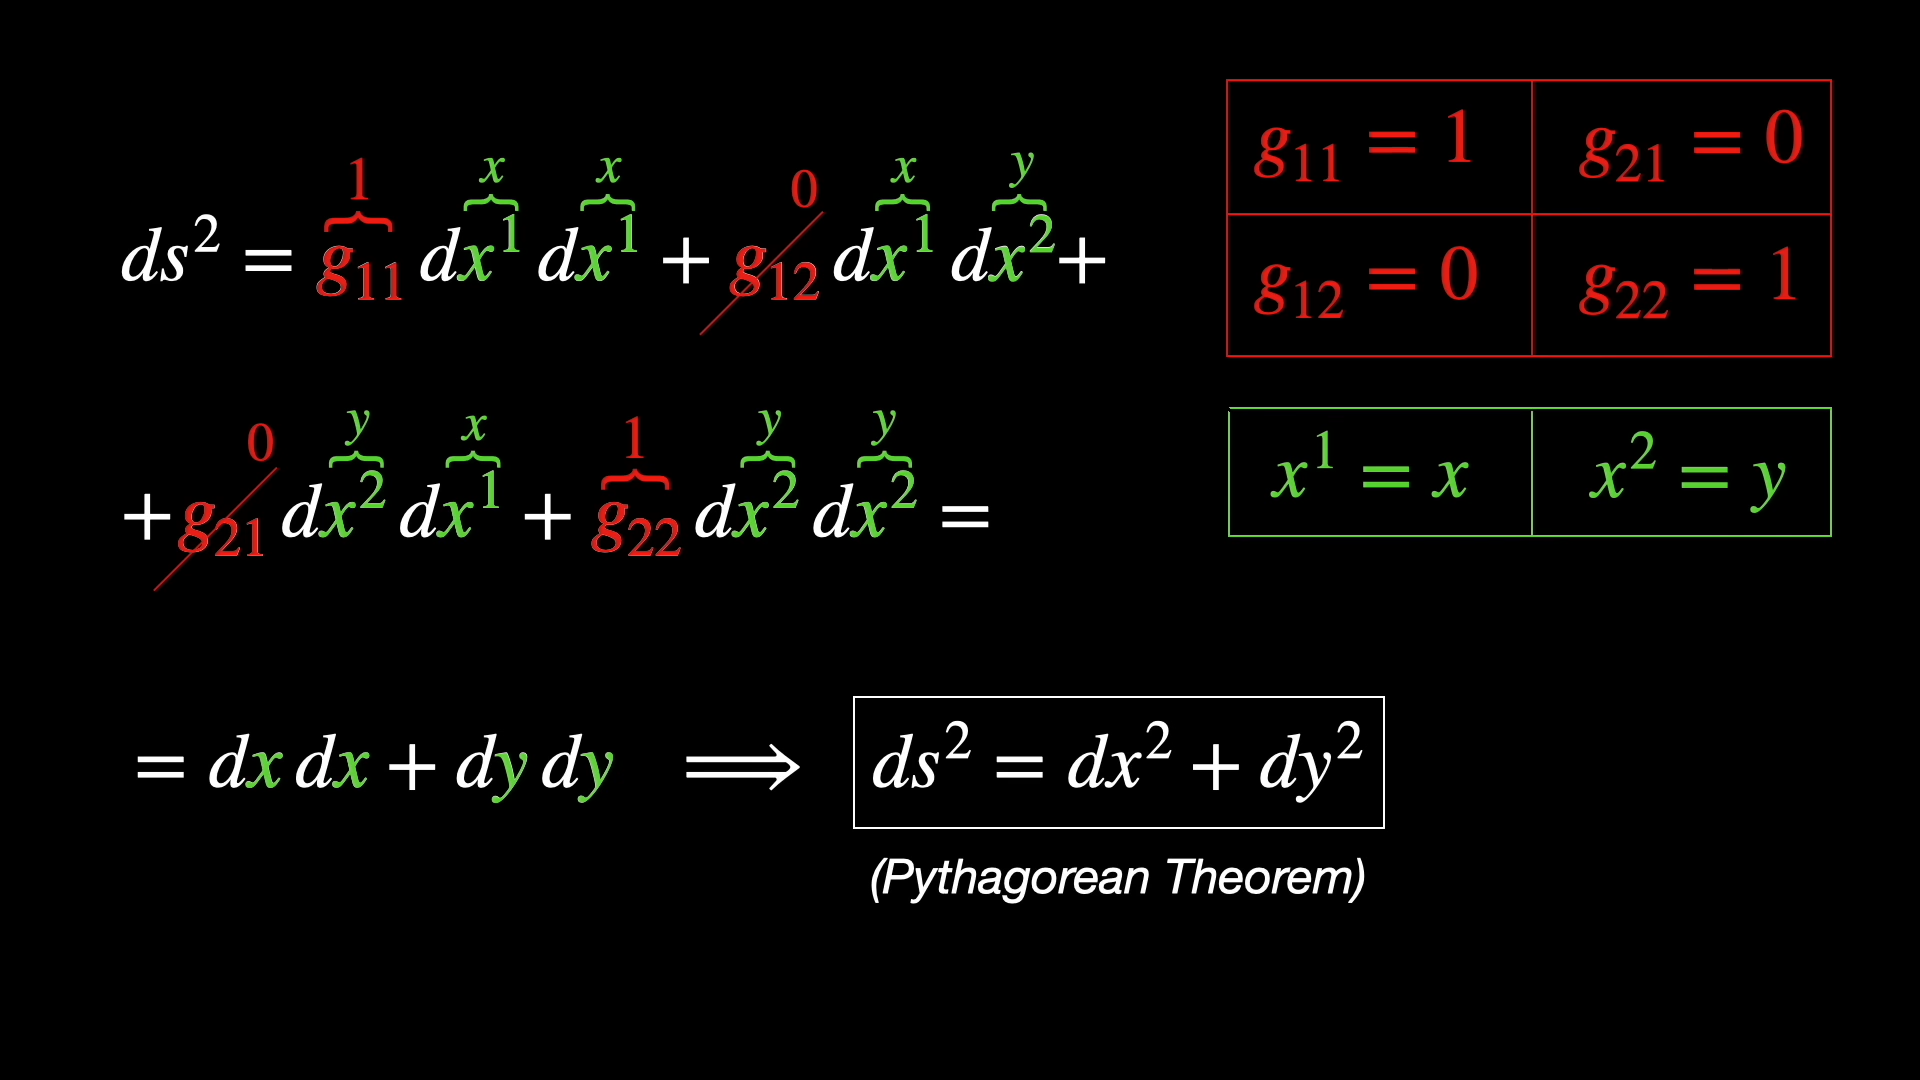 1 x x 0 x y
ds² = g₁₁ dx¹ dx¹ + g₁₂ dx¹ dx² +
0 y x 1 y y
+ g₂₁ dx² dx¹ + g₂₂ dx² dx² =
= dx dx + dy dy ⟹ ds² = dx² + dy²
(Pythagorean Theorem)
g₁₁ = 1 g₂₁ = 0
g₁₂ = 0 g₂₂ = 1
x¹ = x x² = y